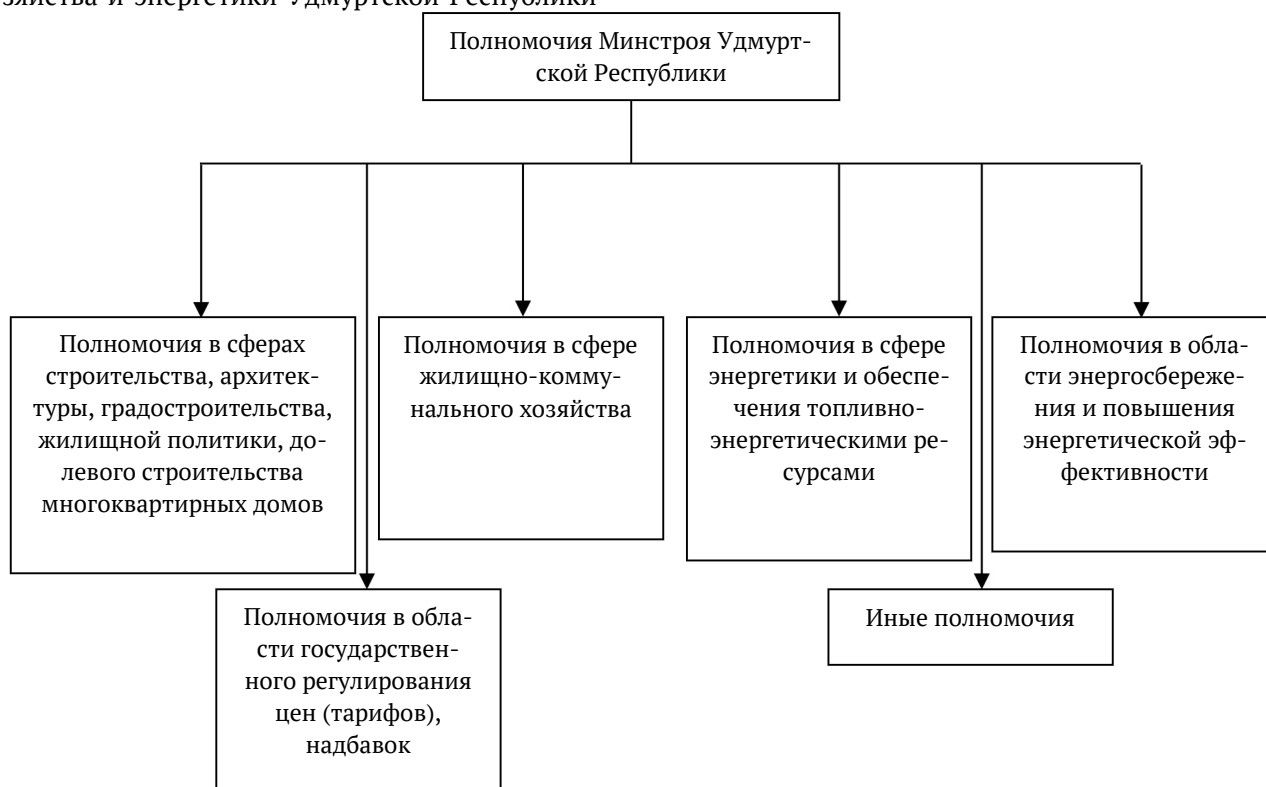 зяйства и энергетики Удмуртской Республики
Полномочия Минстроя Удмурт-
ской Республики
Полномочия в сферах
строительства, архитек-
туры, градостроительства,
жилищной политики, до-
левого строительства
многоквартирных домов
Полномочия в сфере
жилищно-комму-
нального хозяйства
Полномочия в сфере
энергетики и обеспе-
чения топливно-
энергетическими ре-
сурсами
Полномочия в обла-
сти энергосбереже-
ния и повышения
энергетической эф-
фективности
Полномочия в обла-
сти государствен-
ного регулирования
цен (тарифов),
надбавок
Иные полномочия